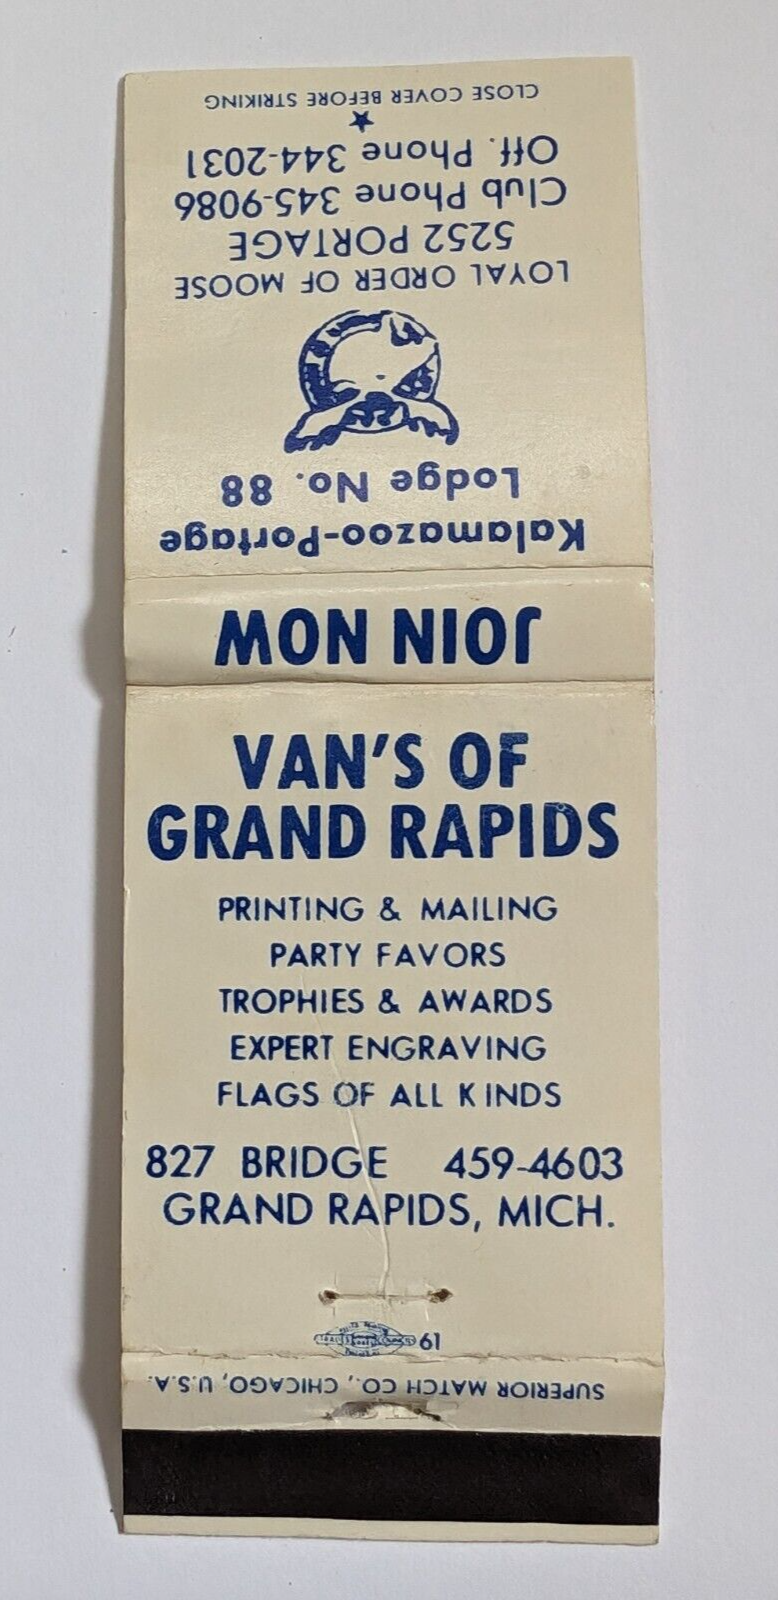 CLOSE COVER BEFORE STRIKING
Off. Phone 344-2031
Club Phone 345-9086
5252 PORTAGE
LOYAL ORDER OF MOOSE
Lodge No. 88
Kalamazoo-Portage
JOIN NOW
VAN'S OF
GRAND RAPIDS
PRINTING & MAILING
PARTY FAVORS
TROPHIES & AWARDS
EXPERT ENGRAVING
FLAGS OF ALL KINDS
827 BRIDGE 459-4603
GRAND RAPIDS, MICH.
19
SUPERIOR MATCH CO., CHICAGO, U.S.A.